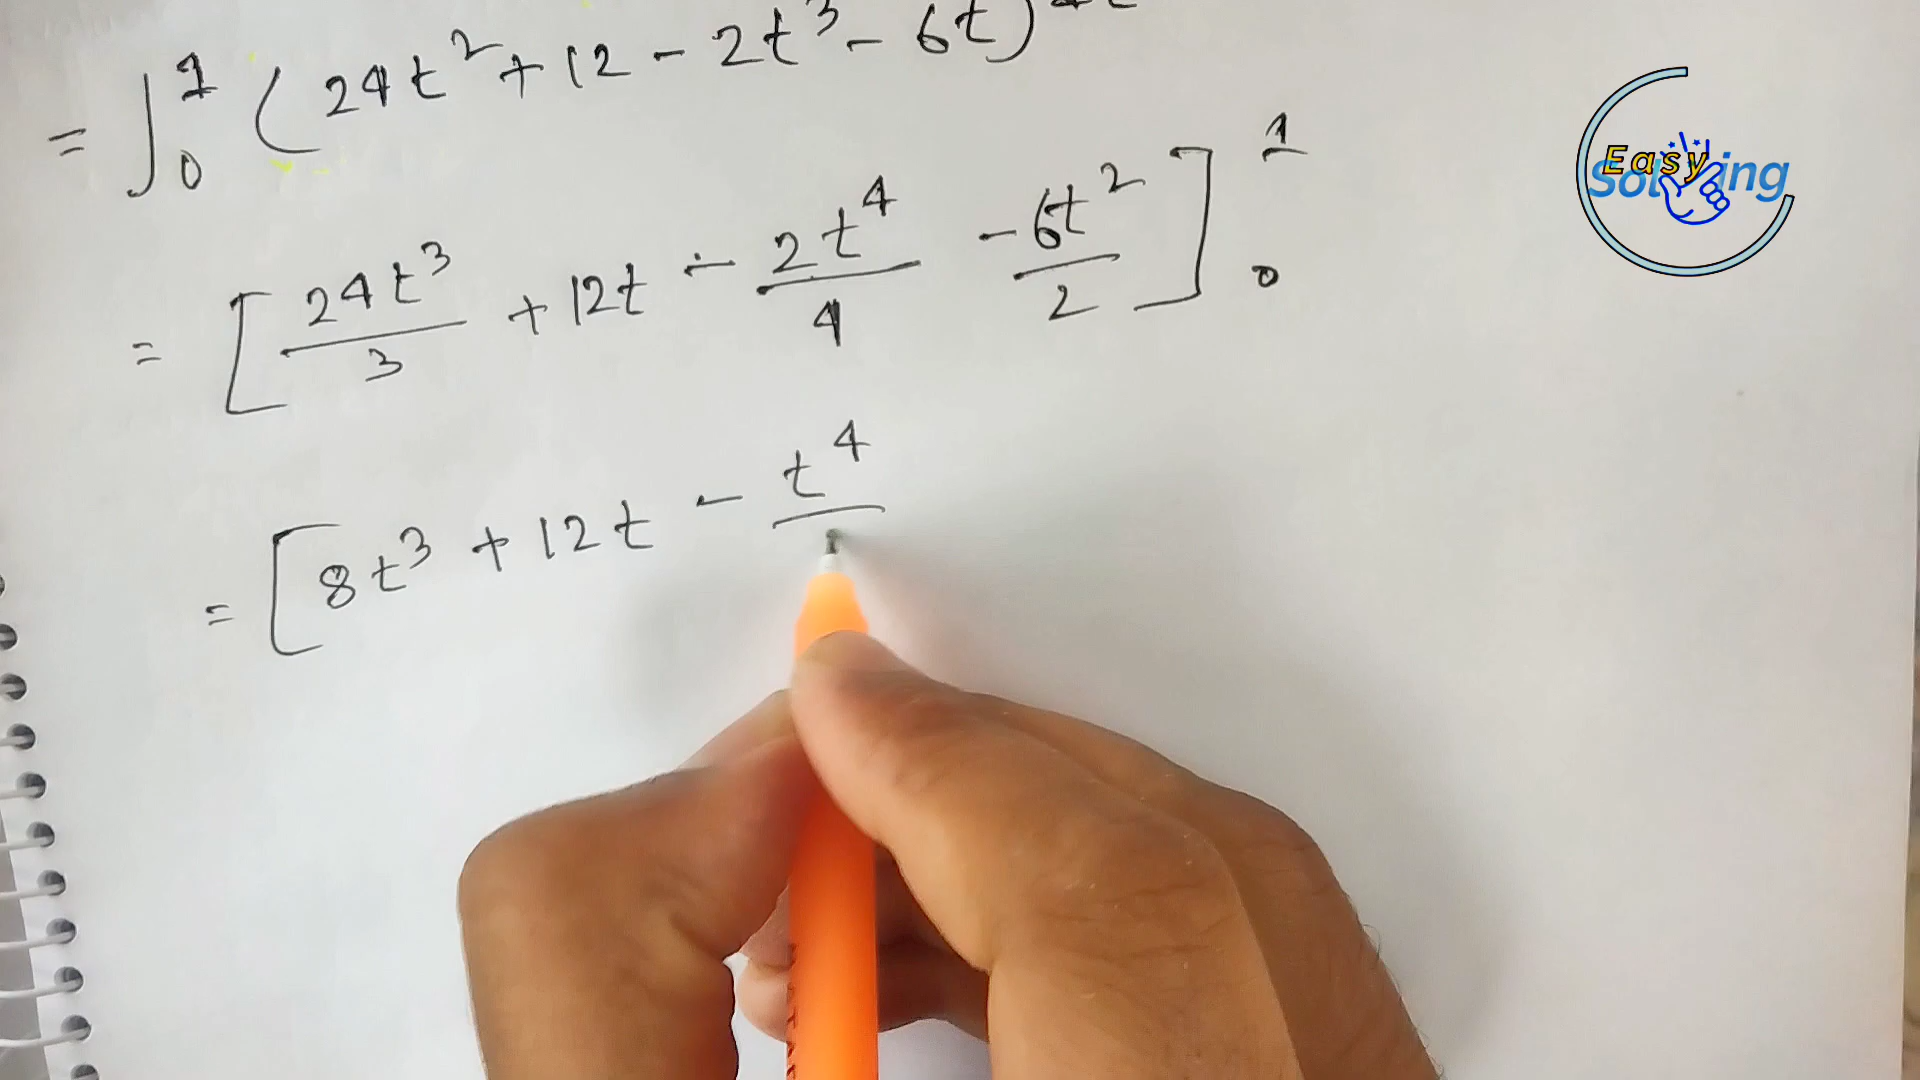 = ∫₀¹ (24t² + 12 - 2t³ - 6t)
= [24t³/3 + 12t - 2t⁴/4 - 6t²/2]₀¹
= [8t³ + 12t - t⁴/
Easy
Solving